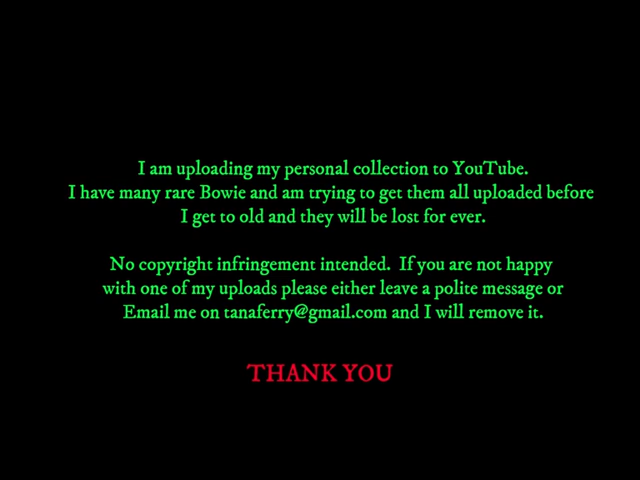 I am uploading my personal collection to YouTube.
I have many rare Bowie and am trying to get them all uploaded before
I get to old and they will be lost for ever.
No copyright infringement intended.  If you are not happy
with one of my uploads please either leave a polite message or
Email me on tanaferry@gmail.com and I will remove it.
THANK YOU